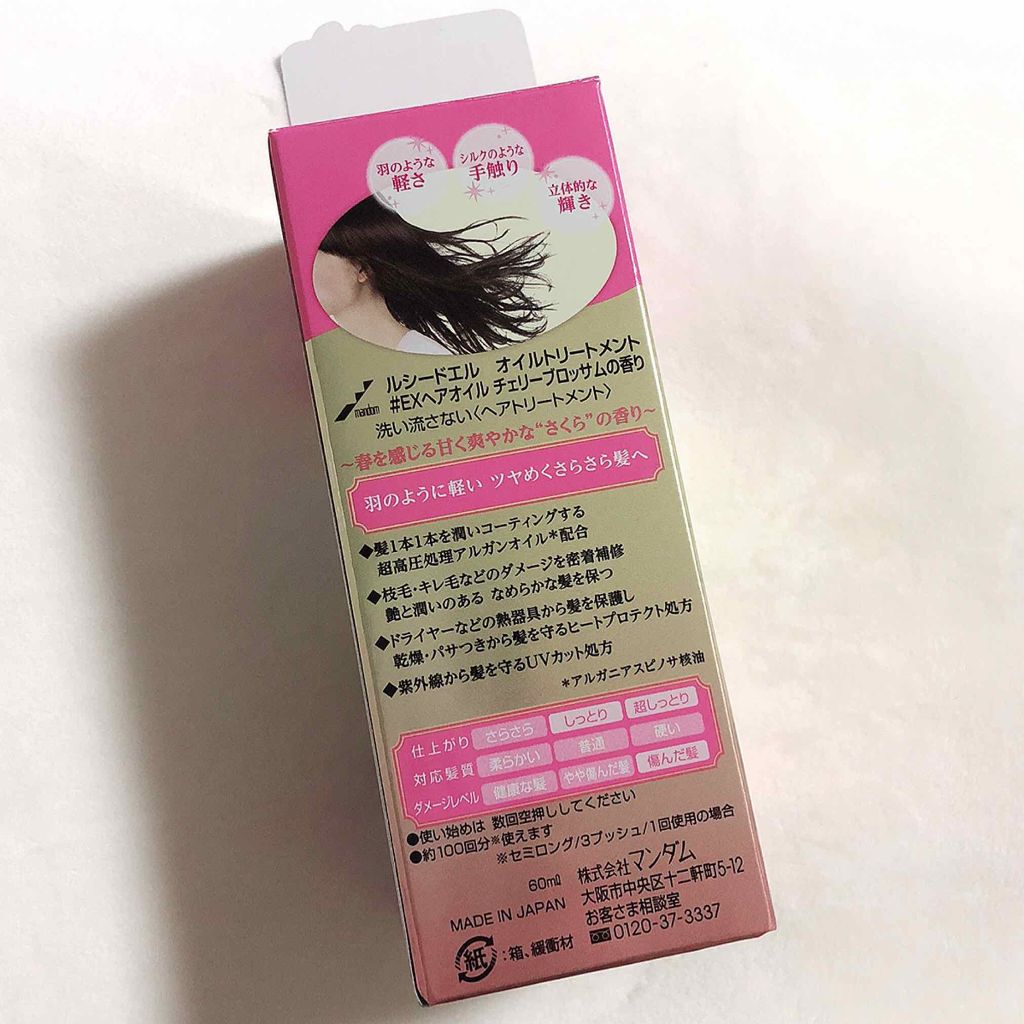 羽のような
軽さ
シルクのような
手触り
立体的な
輝き
mandom
ルシードエル オイルトリートメント
#EXヘアオイル チェリーブロッサムの香り
洗い流さない〈ヘアトリートメント〉
～春を感じる甘く爽やかな“さくら”の香り～
羽のように軽い ツヤめくさらさら髪へ
◆髪1本1本を潤いコーティングする
超高圧処理アルガンオイル*配合
◆枝毛・キレ毛などのダメージを密着補修
艶と潤いのある なめらかな髪を保つ
◆ドライヤーなどの熱器具から髪を保護し
乾燥・パサつきから髪を守るヒートプロテクト処方
◆紫外線から髪を守るUVカット処方
*アルガニアスピノサ核油
仕上がり さらさら しっとり 超しっとり
対応髪質 柔らかい 普通 硬い
ダメージレベル 健康な髪 やや傷んだ髪 傷んだ髪
●使い始めは 数回空押ししてください
●約100回分※使えます
※セミロング/3プッシュ/1回使用の場合
60ml
MADE IN JAPAN
株式会社マンダム
大阪市中央区十二軒町5-12
お客さま相談室
0120-37-3337
紙:箱、緩衝材